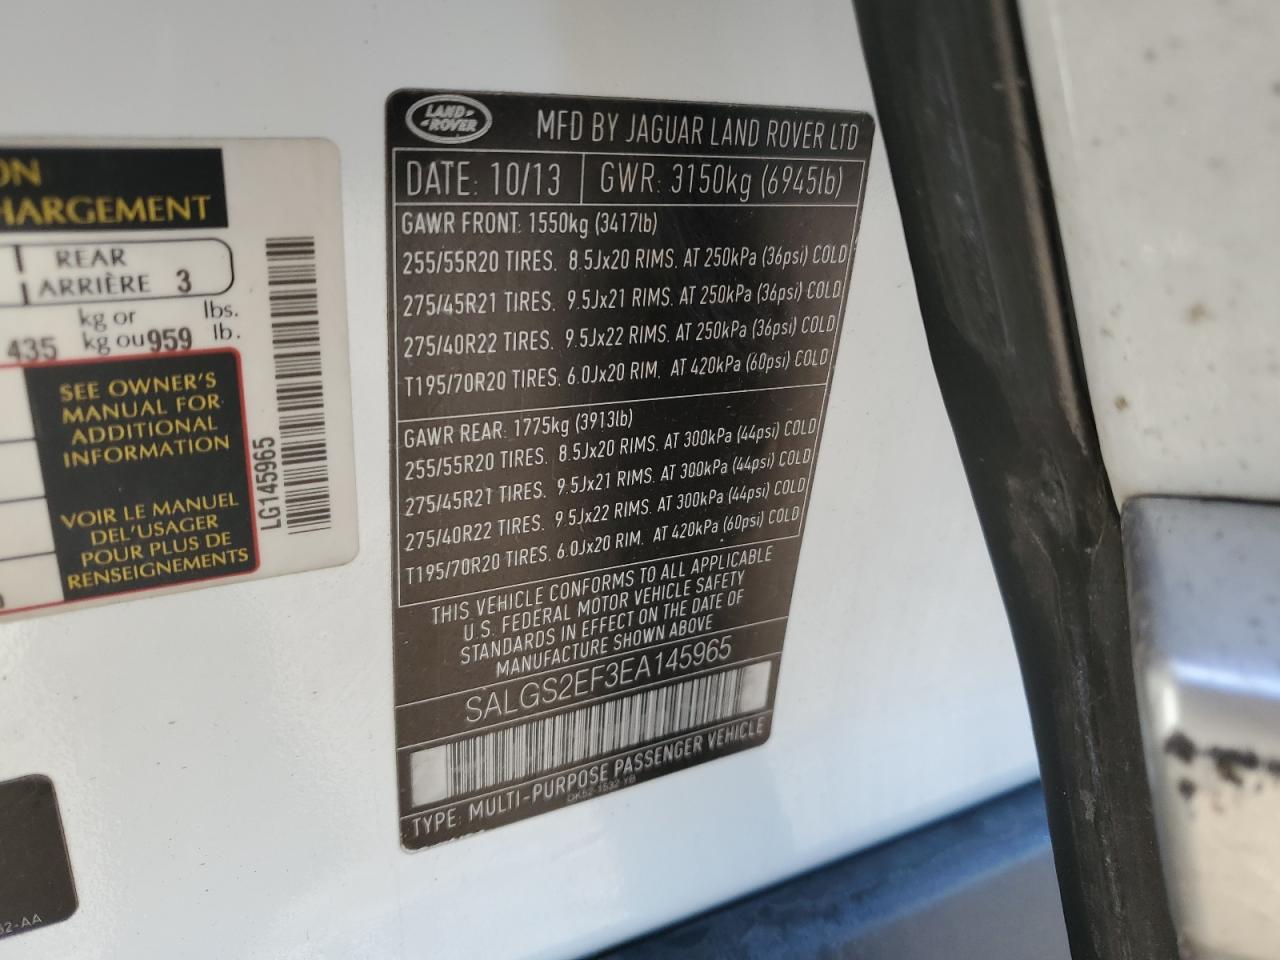 ON
HARGEMENT
REAR
ARRIÈRE 3
435 kg or kg ou 959 lbs. lb.
SEE OWNER'S
MANUAL FOR
ADDITIONAL
INFORMATION
VOIR LE MANUEL
DEL'USAGER
POUR PLUS DE
RENSEIGNEMENTS
LG145965
LAND ROVER
MFD BY JAGUAR LAND ROVER LTD
DATE: 10/13 GWR: 3150kg (6945lb)
GAWR FRONT: 1550kg (3417lb)
255/55R20 TIRES. 8.5Jx20 RIMS. AT 250kPa (36psi) COLD
275/45R21 TIRES. 9.5Jx21 RIMS. AT 250kPa (36psi) COLD
275/40R22 TIRES. 9.5Jx22 RIMS. AT 250kPa (36psi) COLD
T195/70R20 TIRES. 6.0Jx20 RIM. AT 420kPa (60psi) COLD
GAWR REAR: 1775kg (3913lb)
255/55R20 TIRES. 8.5Jx20 RIMS. AT 300kPa (44psi) COLD
275/45R21 TIRES. 9.5Jx21 RIMS. AT 300kPa (44psi) COLD
275/40R22 TIRES. 9.5Jx22 RIMS. AT 300kPa (44psi) COLD
T195/70R20 TIRES. 6.0Jx20 RIM. AT 420kPa (60psi) COLD
THIS VEHICLE CONFORMS TO ALL APPLICABLE
U.S. FEDERAL MOTOR VEHICLE SAFETY
STANDARDS IN EFFECT ON THE DATE OF
MANUFACTURE SHOWN ABOVE
SALGS2EF3EA145965
TYPE: MULTI-PURPOSE PASSENGER VEHICLE
DK52-1532-YB
32-AA